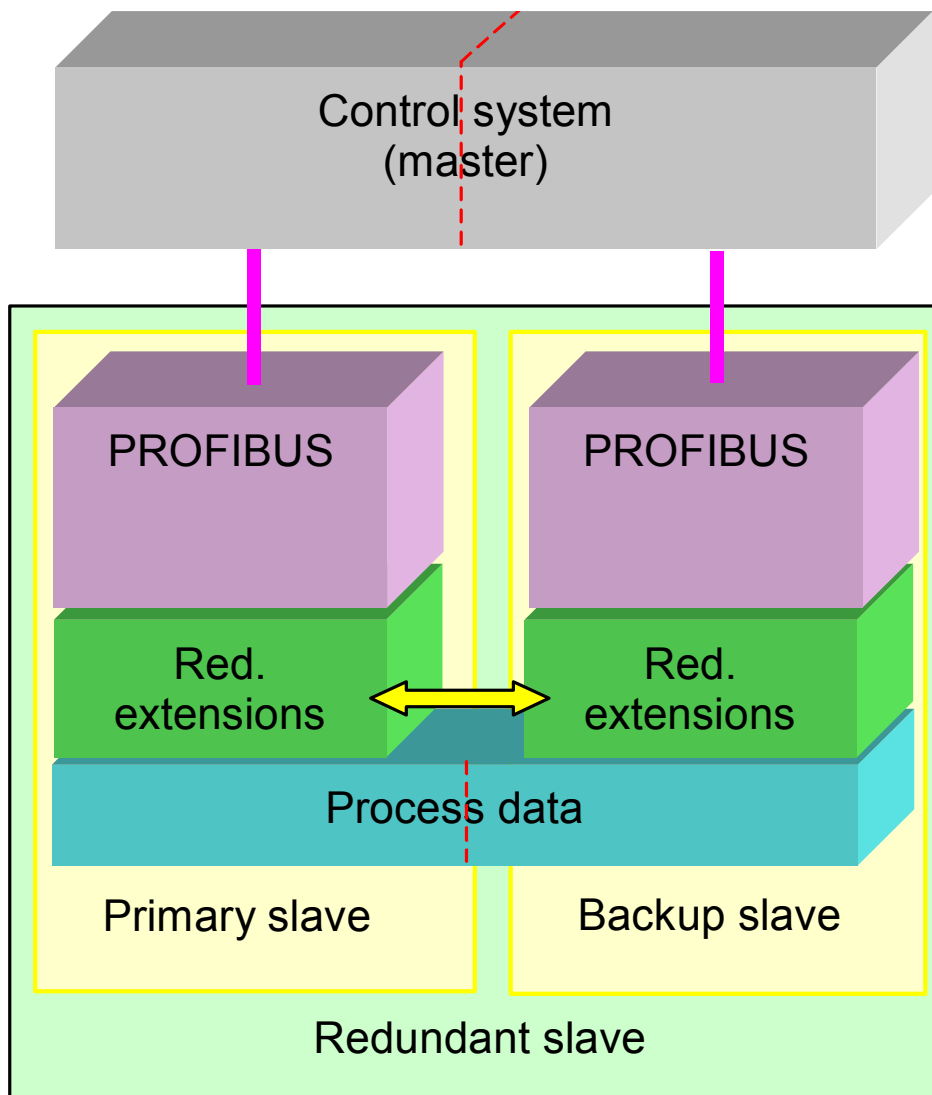 Control system
(master)
PROFIBUS
PROFIBUS
Red.
extensions
Red.
extensions
Process data
Primary slave
Backup slave
Redundant slave